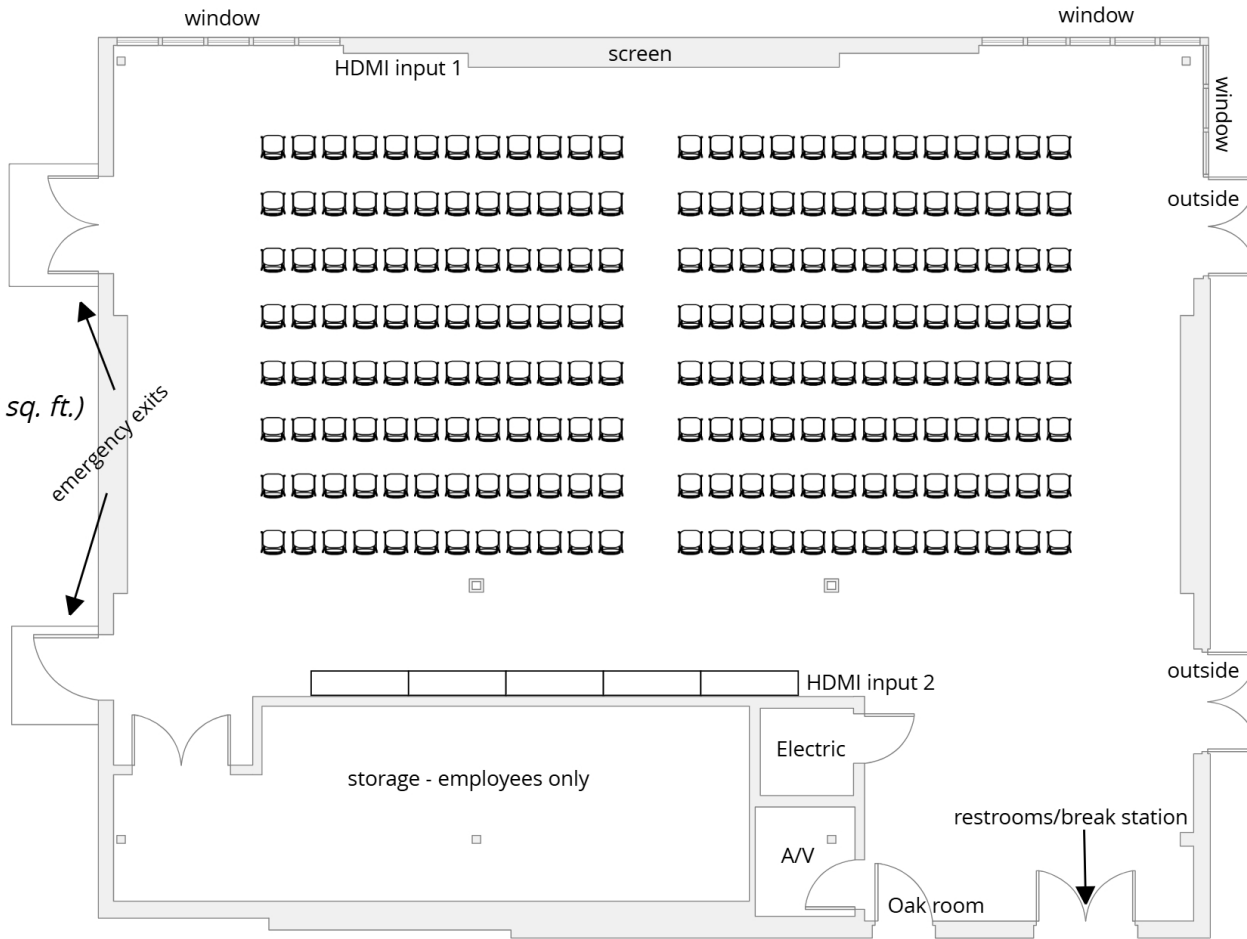 window
window
screen
HDMI input 1
window
outside
sq. ft.)
emergency exits
outside
HDMI input 2
Electric
storage - employees only
restrooms/break station
A/V
Oak room